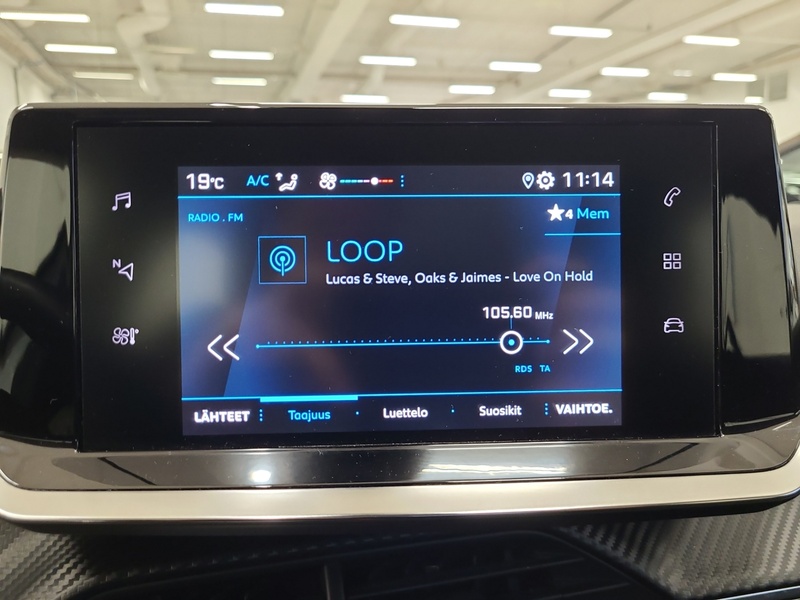 19°C A/C 11:14
RADIO . FM
4 Mem
LOOP
Lucas & Steve, Oaks & Jaimes - Love On Hold
105.60 MHz
RDS TA
LÄHTEET Taajuus Luettelo Suosikit VAIHTOE.
N